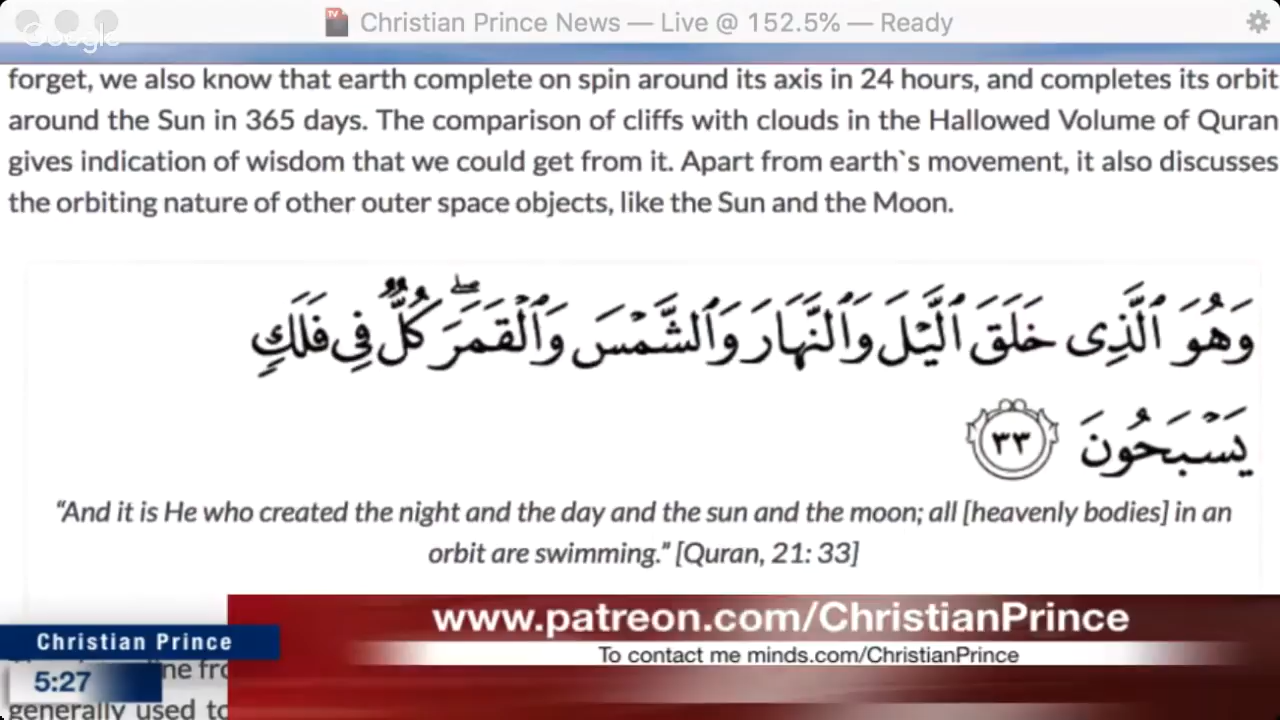 Christian Prince News — Live @ 152.5% — Ready
Google
forget, we also know that earth complete on spin around its axis in 24 hours, and completes its orbit
around the Sun in 365 days. The comparison of cliffs with clouds in the Hallowed Volume of Quran
gives indication of wisdom that we could get from it. Apart from earth`s movement, it also discusses
the orbiting nature of other outer space objects, like the Sun and the Moon.
وَهُوَ ٱلَّذِى خَلَقَ ٱلَّيْلَ وَٱلنَّهَارَ وَٱلشَّمْسَ وَٱلْقَمَرَ ۖ كُلٌّ فِى فَلَكٍ
يَسْبَحُونَ ٣٣
“And it is He who created the night and the day and the sun and the moon; all [heavenly bodies] in an
orbit are swimming.” [Quran, 21: 33]
www.patreon.com/ChristianPrince
Christian Prince
To contact me minds.com/ChristianPrince
5:27
generally used to